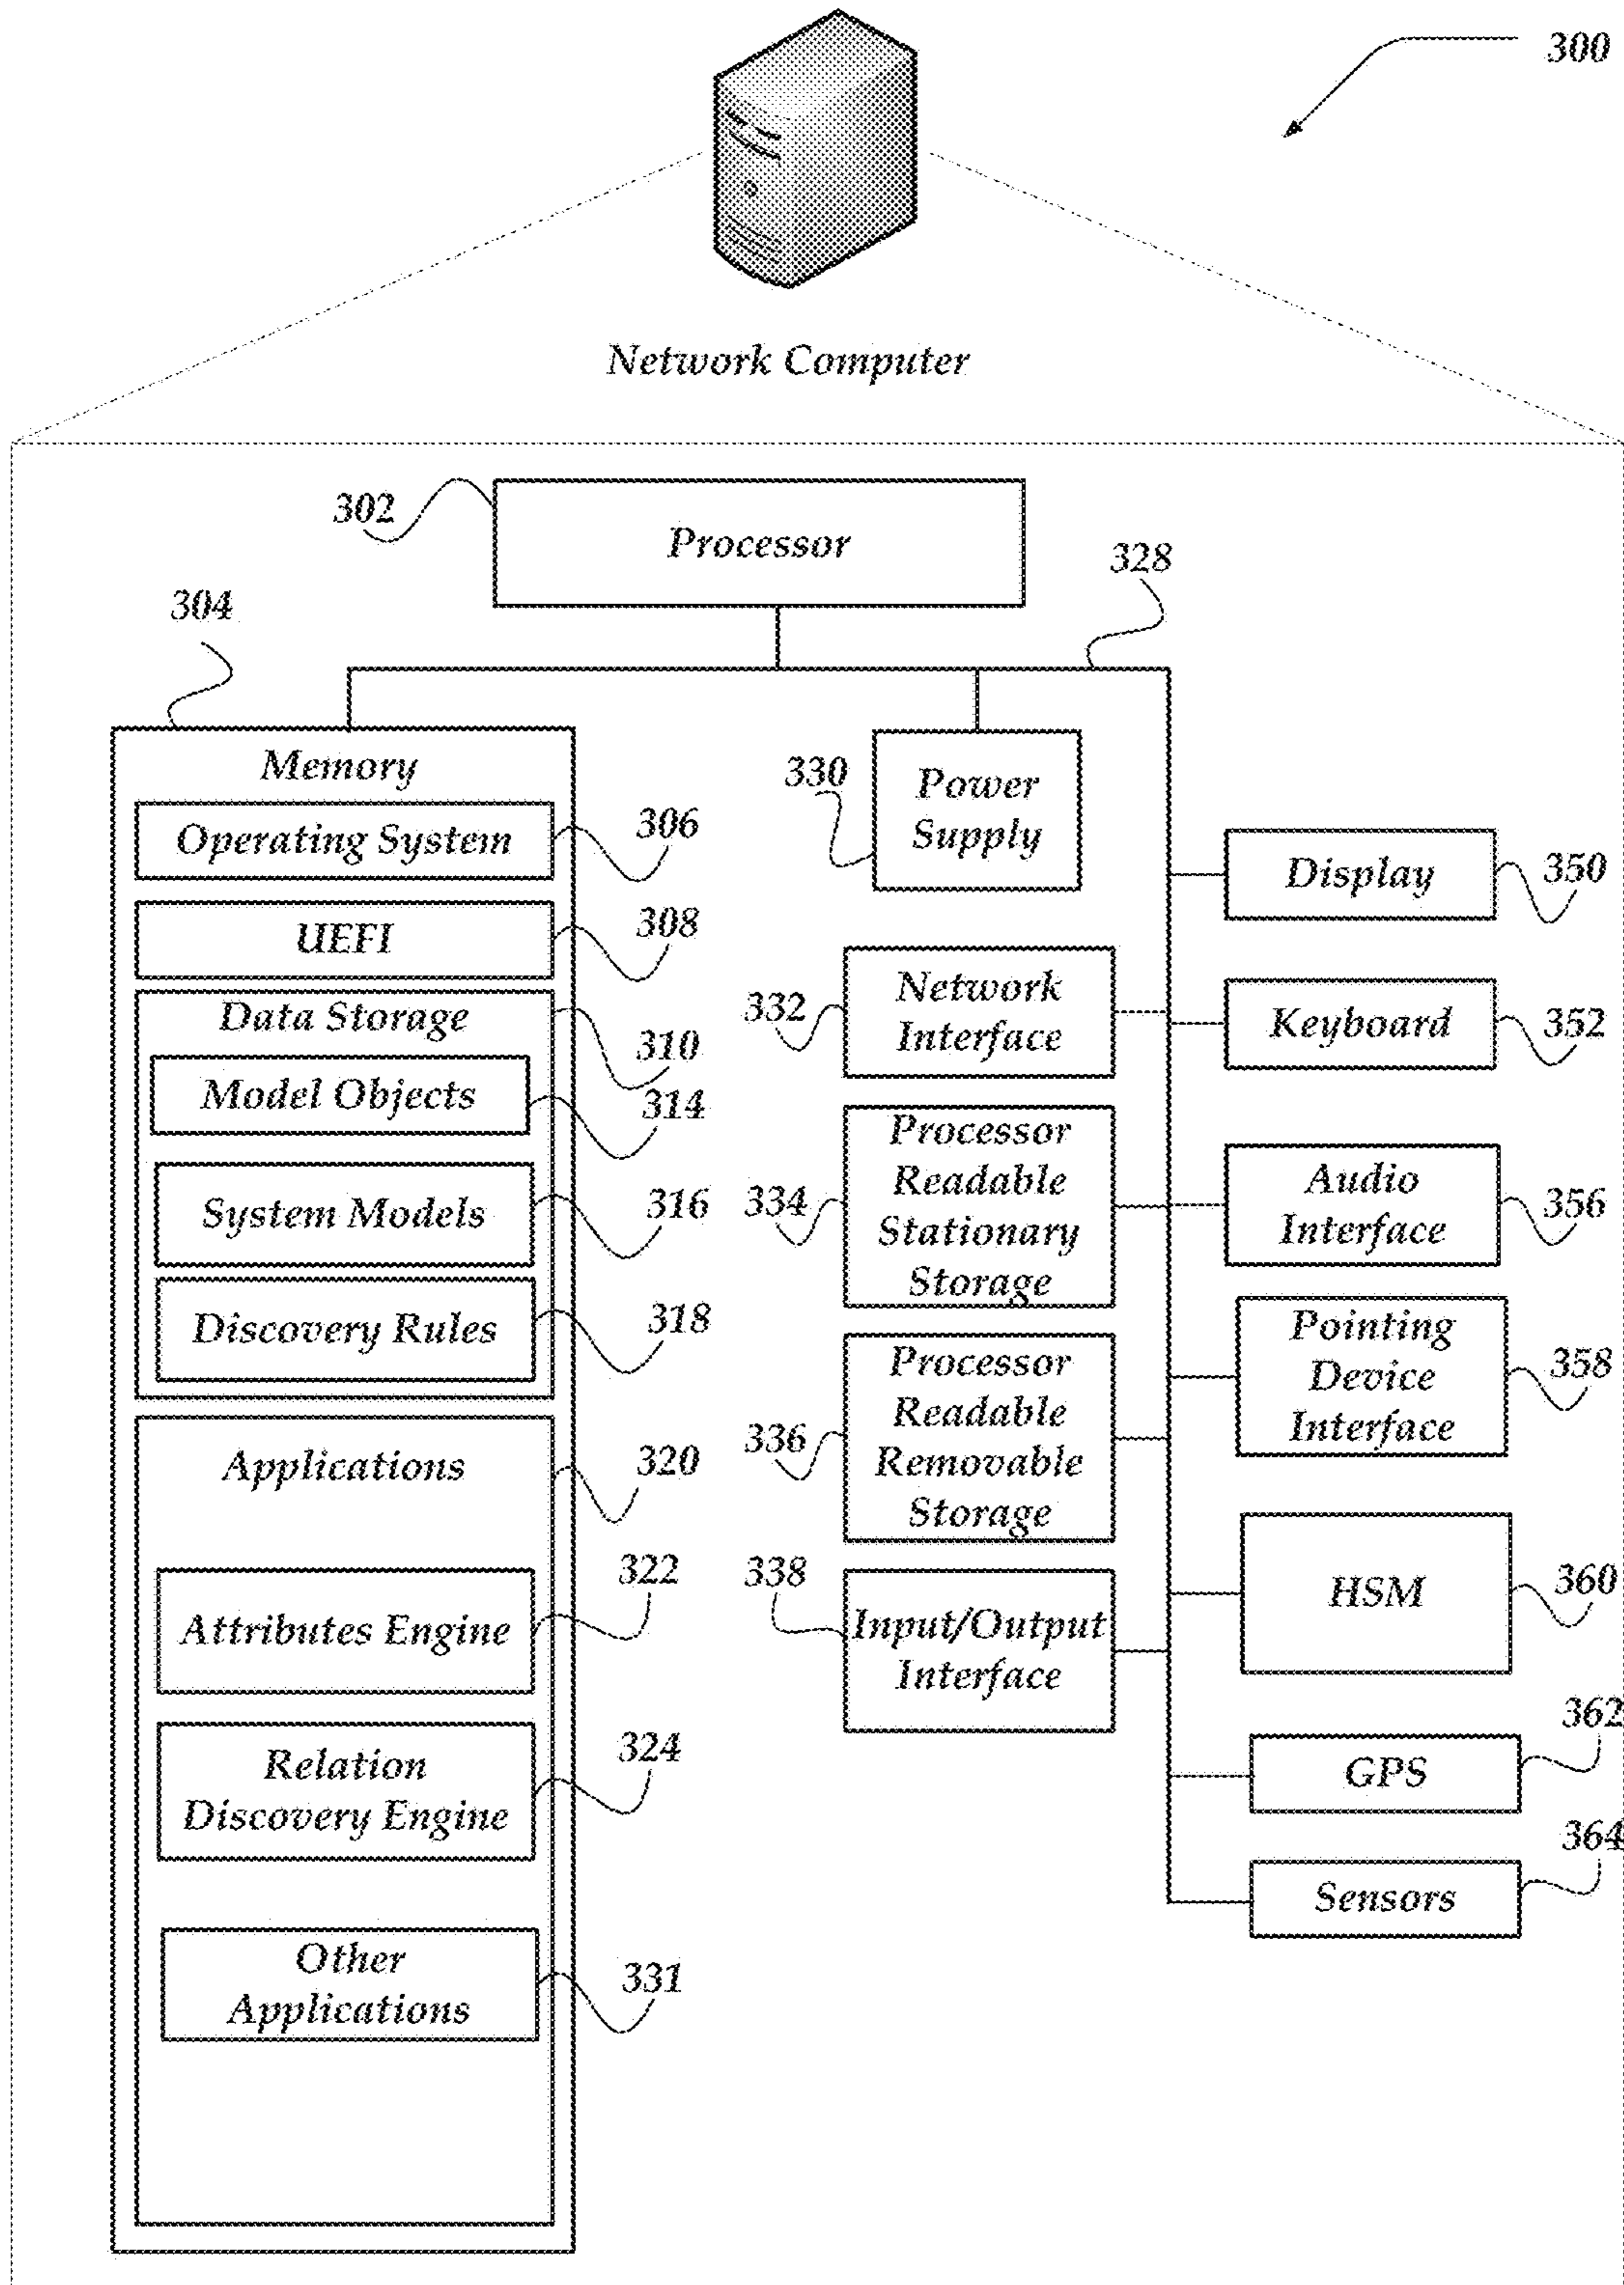 300
Network Computer
302
Processor
328
304
Memory
Operating System
306
UEFI
308
Data Storage
310
Model Objects
314
System Models
316
Discovery Rules
318
Applications
320
Attributes Engine
322
Relation
Discovery Engine
324
Other
Applications
331
330
Power
Supply
332
Network
Interface
334
Processor
Readable
Stationary
Storage
336
Processor
Readable
Removable
Storage
338
Input/Output
Interface
Display
350
Keyboard
352
Audio
Interface
356
Pointing
Device
Interface
358
HSM
360
GPS
362
Sensors
364